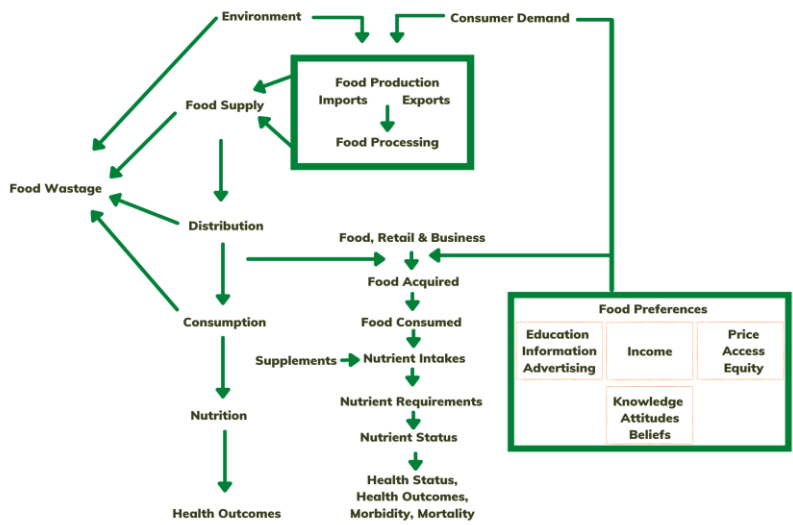 Environment
Consumer Demand
Food Production
Imports Exports
Food Supply
Food Processing
Food Wastage
Distribution
Food, Retail & Business
Food Acquired
Consumption
Food Consumed
Supplements
Nutrient Intakes
Nutrient Requirements
Nutrition
Nutrient Status
Health Status,
Health Outcomes,
Morbidity, Mortality
Health Outcomes
Food Preferences
Education
Information
Advertising
Income
Price
Access
Equity
Knowledge
Attitudes
Beliefs